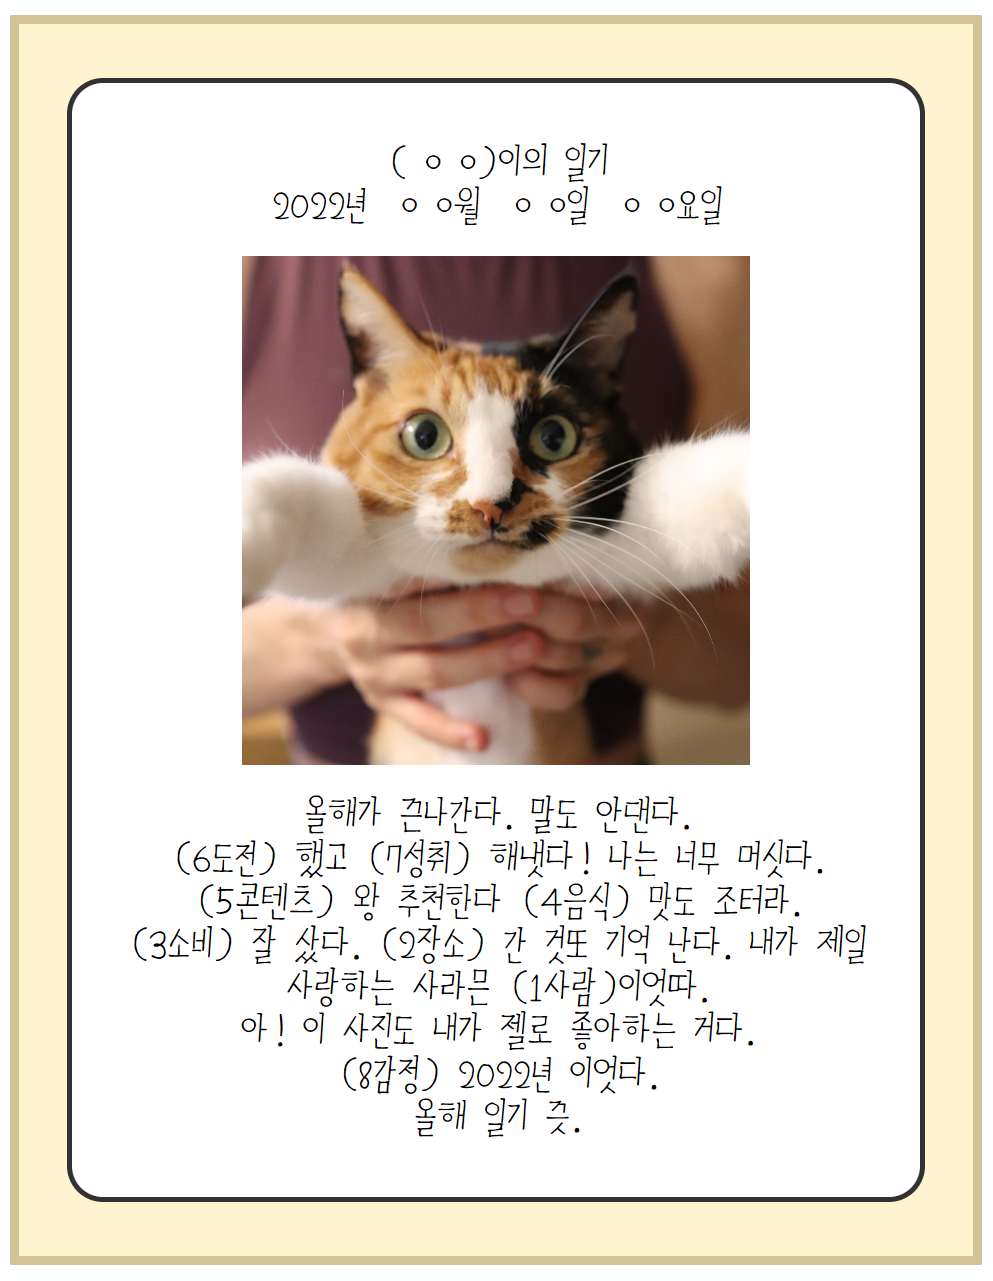 ( ㅇ ㅇ)이의 일기
2022년 ㅇ ㅇ월 ㅇ ㅇ일 ㅇ ㅇ요일
올해가 끈나간다. 말도 안댄다.
(6도전) 했고 (7성취) 해냇다! 나는 너무 머싯다.
(5콘텐츠) 왕 추천한다 (4음식) 맛도 조터라.
(3소비) 잘 샀다. (2장소) 간 것또 기억 난다. 내가 제일
사랑하는 사라믄 (1사람)이엇따.
아! 이 사진도 내가 젤로 좋아하는 거다.
(8감정) 2022년 이엇다.
올해 일기 끗.